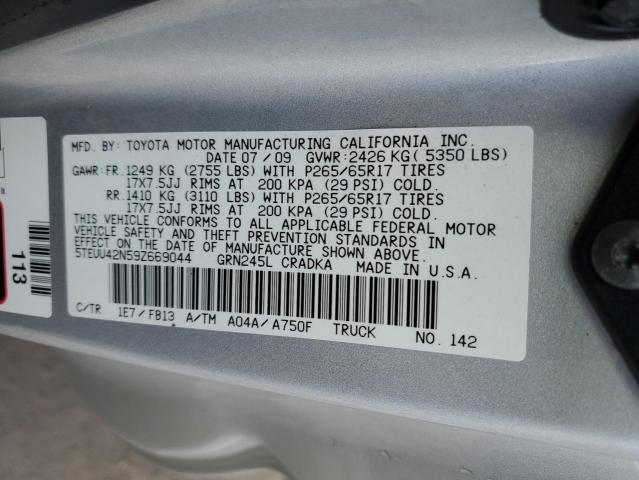 MFD. BY: TOYOTA MOTOR MANUFACTURING CALIFORNIA INC.
DATE 07 / 09 GVWR: 2426 KG ( 5350 LBS)
GAWR: FR. 1249 KG (2755 LBS) WITH P265/65R17 TIRES
17X7.5JJ RIMS AT 200 KPA (29 PSI) COLD.
RR. 1410 KG (3110 LBS) WITH P265/65R17 TIRES
17X7.5JJ RIMS AT 200 KPA (29 PSI) COLD.
THIS VEHICLE CONFORMS TO ALL APPLICABLE FEDERAL MOTOR
VEHICLE SAFETY AND THEFT PREVENTION STANDARDS IN
EFFECT ON THE DATE OF MANUFACTURE SHOWN ABOVE.
5TEUU42N59Z669044 GRN245L CRADKA MADE IN U.S.A.
C/TR 1E7 / FB13 A/TM A04A / A750F TRUCK NO. 142
113